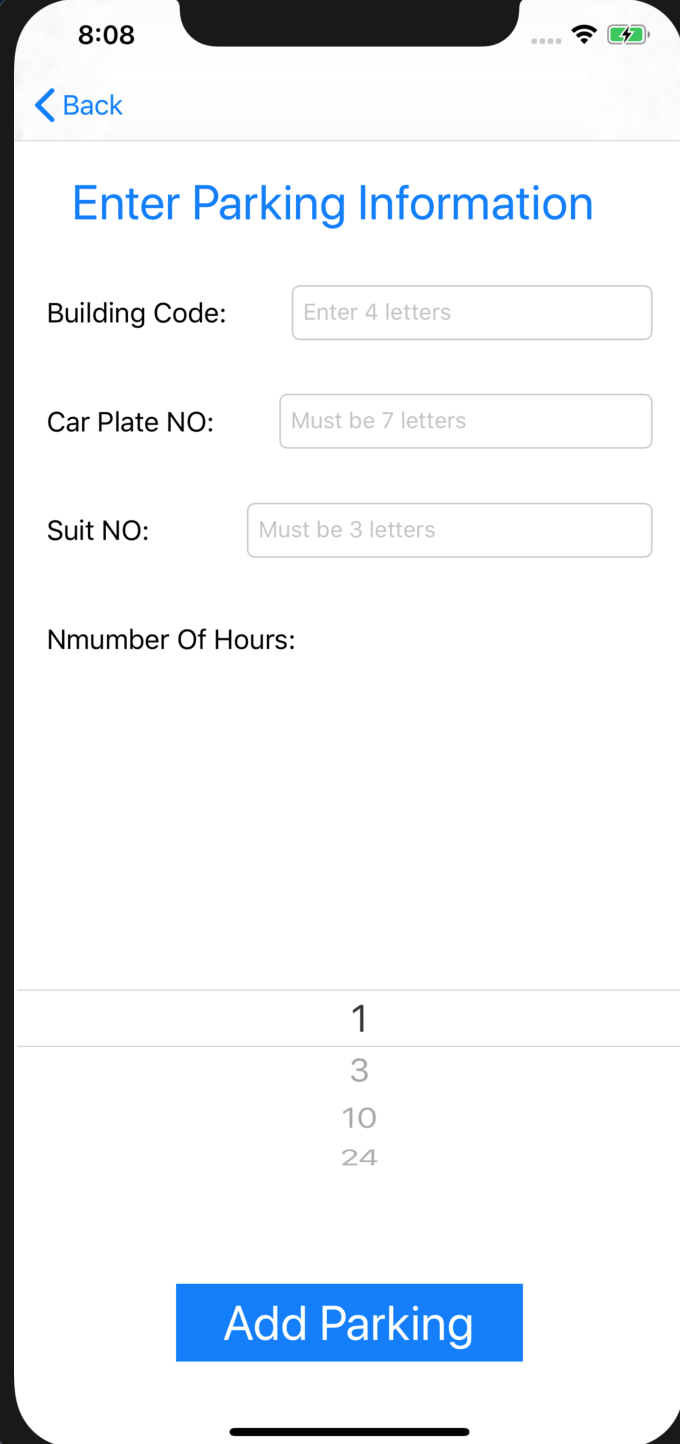 8:08
Back
Enter Parking Information
Building Code: Enter 4 letters
Car Plate NO: Must be 7 letters
Suit NO: Must be 3 letters
Nmumber Of Hours:
1
3
10
24
Add Parking